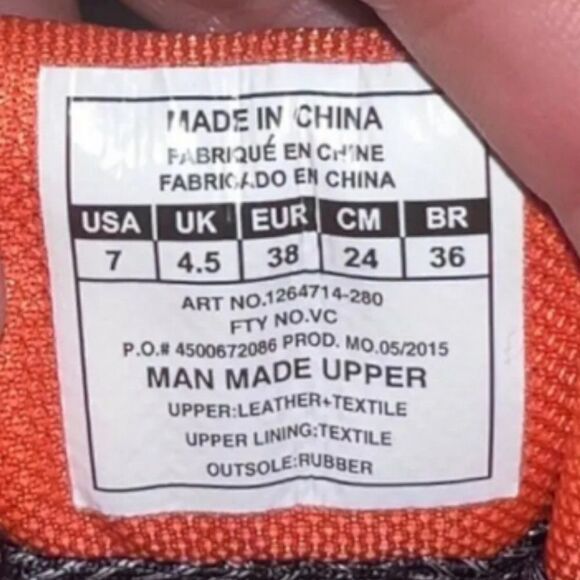 MADE IN CHINA
FABRIQUÉ EN CHINE
FABRICADO EN CHINA
USA UK EUR CM BR
7 4.5 38 24 36
ART NO.1264714-280
FTY NO.VC
P.O.# 4500672086 PROD. MO.05/2015
MAN MADE UPPER
UPPER:LEATHER+TEXTILE
UPPER LINING:TEXTILE
OUTSOLE:RUBBER